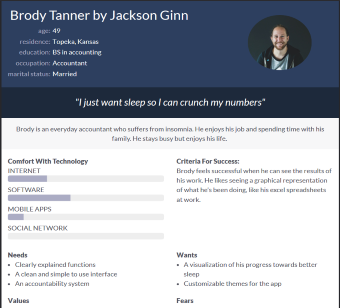 Brody Tanner by Jackson Ginn
age: 49
residence: Topeka, Kansas
education: BS in accounting
occupation: Accountant
marital status: Married
"I just want sleep so I can crunch my numbers"
Brody is an everyday accountant who suffers from insomnia. He enjoys his job and spending time with his
family. He stays busy but enjoys his life.
Comfort With Technology
INTERNET
SOFTWARE
MOBILE APPS
SOCIAL NETWORK
Criteria For Success:
Brody feels successful when he can see the results of
his work. He likes seeing a graphical representation
of what he's been doing, like his excel spreadsheets
at work.
Needs
• Clearly explained functions
• A clean and simple to use interface
• An accountability system
Wants
• A visualization of his progress towards better
sleep
• Customizable themes for the app
Values
Fears